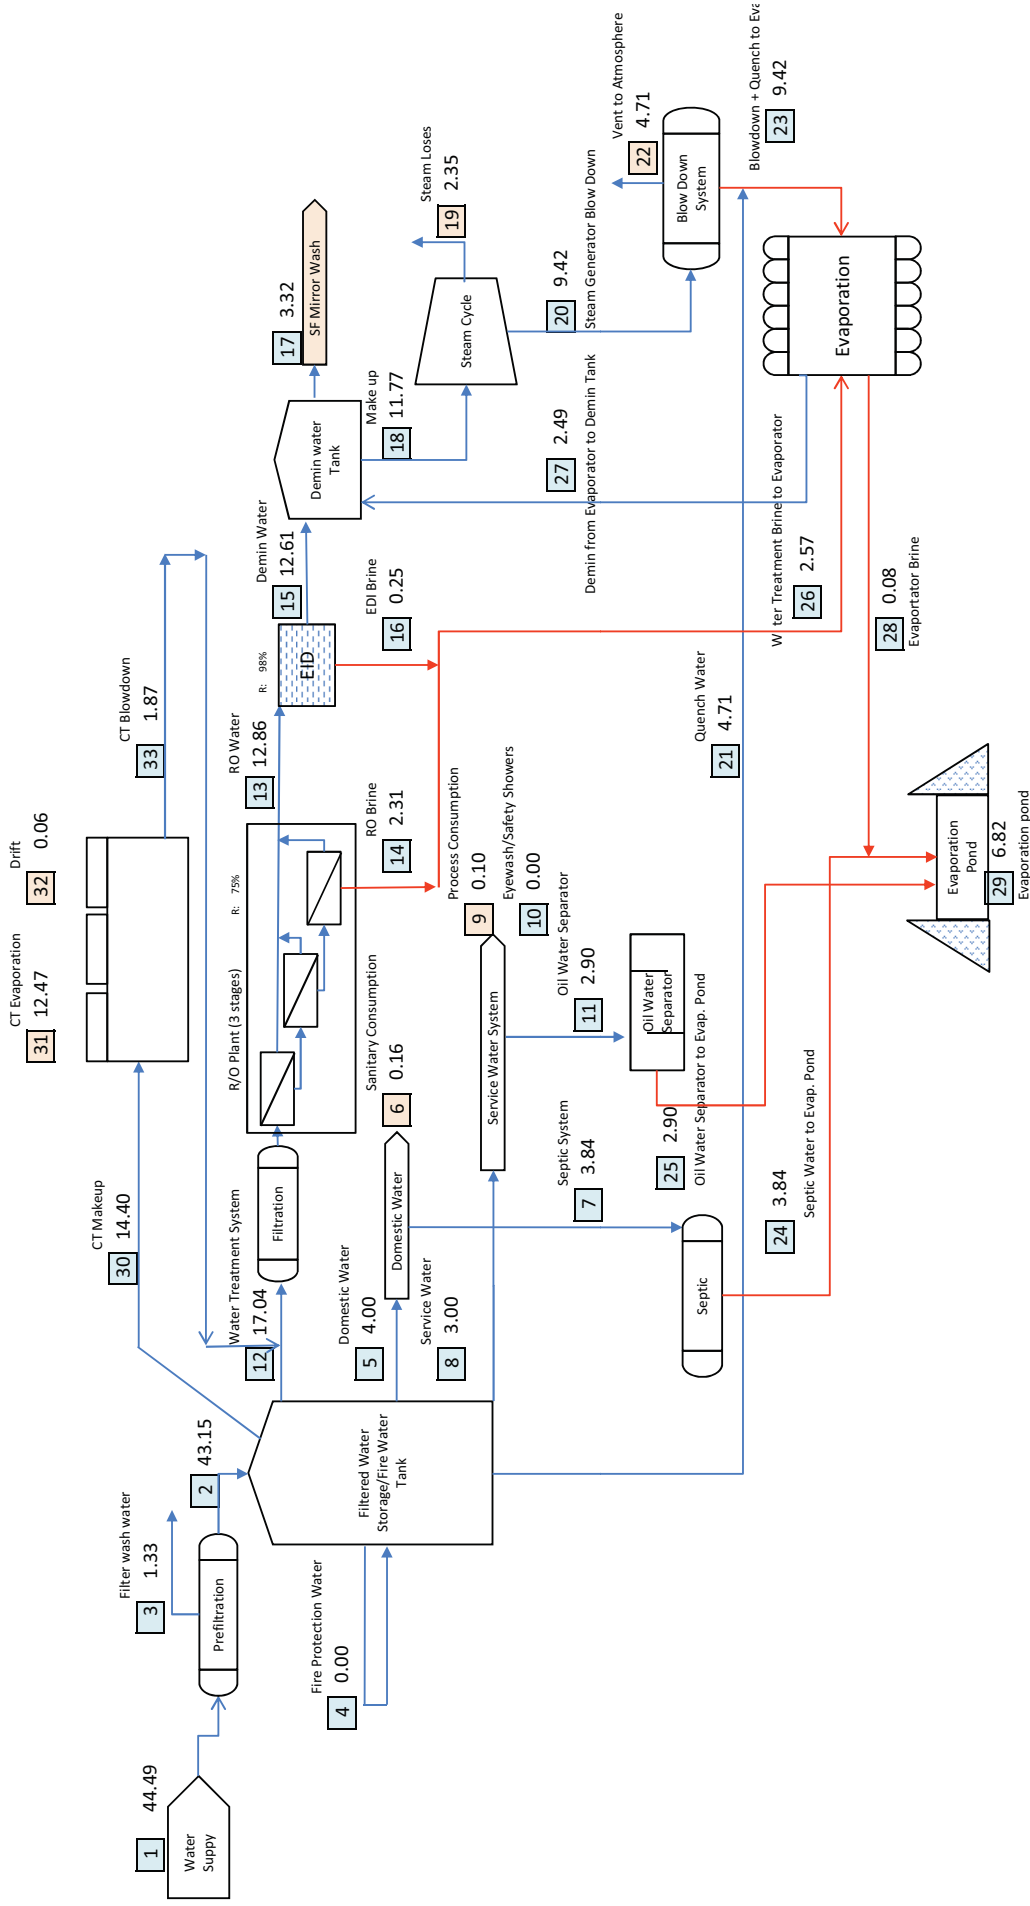 1
44.49
Water
Suppy
3
Filter wash water
1.33
Prefiltration
2
43.15
4
Fire Protection Water
0.00
Filtered Water
Storage/Fire Water
Tank
30
CT Makeup
14.40
31
CT Evaporation
12.47
32
Drift
0.06
33
CT Blowdown
1.87
12
Water Treatment System
17.04
Filtration
R/O Plant (3 stages)
R: 75%
13
RO Water
12.86
14
RO Brine
2.31
R: 98%
EID
15
Demin Water
12.61
16
EDI Brine
0.25
Demin water
Tank
17
3.32
SF Mirror Wash
18
Make up
11.77
Steam Cycle
19
Steam Loses
2.35
20
9.42
Steam Generator Blow Down
22
Vent to Atmosphere
4.71
Blow Down
System
Blowdown + Quench to Eva
23
9.42
5
Domestic Water
4.00
Domestic Water
6
Sanitary Consumption
0.16
8
Service Water
3.00
Service Water System
9
Process Consumption
0.10
10
Eyewash/Safety Showers
0.00
11
Oil Water Separator
2.90
Oil Water
Separator
7
Septic System
3.84
Septic
25
2.90
Oil Water Separator to Evap. Pond
24
3.84
Septic Water to Evap. Pond
21
Quench Water
4.71
27
2.49
Demin from Evaporator to Demin Tank
Evaporation
W ter Treatment Brine to Evaporator
26
2.57
28
0.08
Evaportator Brine
Evaporation
Pond
29
6.82
Evaporation pond